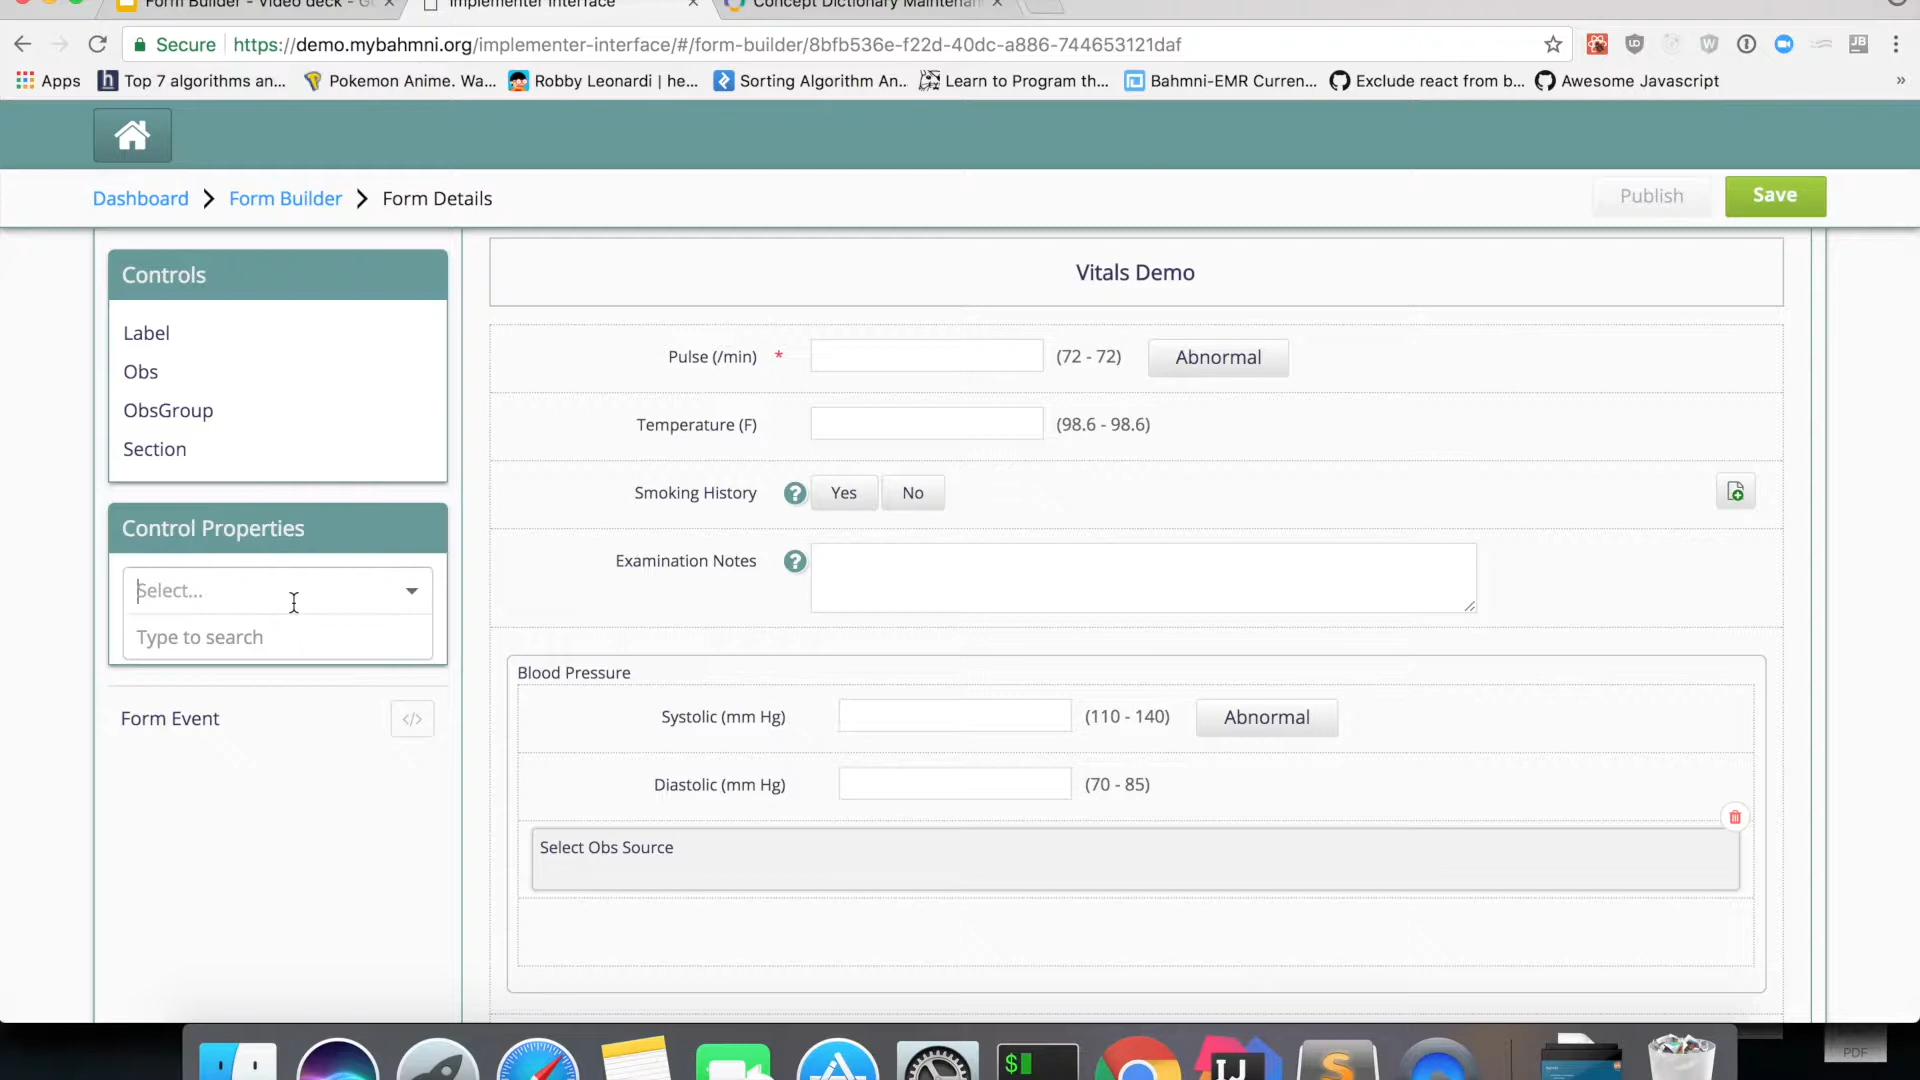 Form Builder - Video deck - G
Implementer Interface
Concept Dictionary Maintenan
Secure https://demo.mybahmni.org/implementer-interface/#/form-builder/8bfb536e-f22d-40dc-a886-744653121daf
Apps Top 7 algorithms an... Pokemon Anime. Wa... Robby Leonardi | he... Sorting Algorithm An... Learn to Program th... Bahmni-EMR Curren... Exclude react from b... Awesome Javascript »
Dashboard Form Builder Form Details
Publish Save
Controls
Label
Obs
ObsGroup
Section
Control Properties
Select...
Type to search
Form Event </>
Vitals Demo
Pulse (/min) * (72 - 72) Abnormal
Temperature (F) (98.6 - 98.6)
Smoking History ? Yes No
Examination Notes ?
Blood Pressure
Systolic (mm Hg) (110 - 140) Abnormal
Diastolic (mm Hg) (70 - 85)
Select Obs Source
PDF